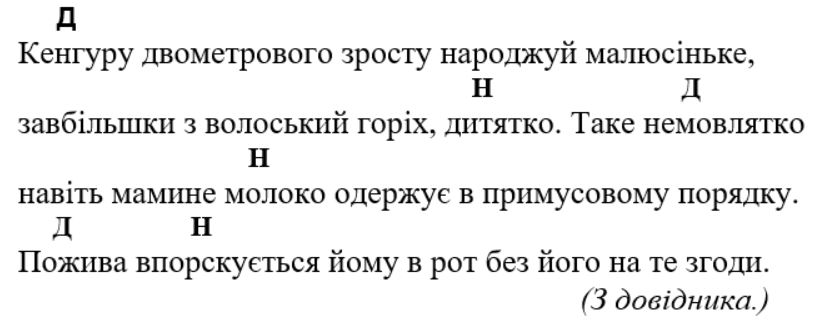 Д
Кенгуру двометрового зросту народжуй малюсіньке,
Н Д
завбільшки з волоський горіх, дитятко. Таке немовлятко
Н
навіть мамине молоко одержує в примусовому порядку.
Д Н
Пожива впорскується йому в рот без його на те згоди.
(З довідника.)